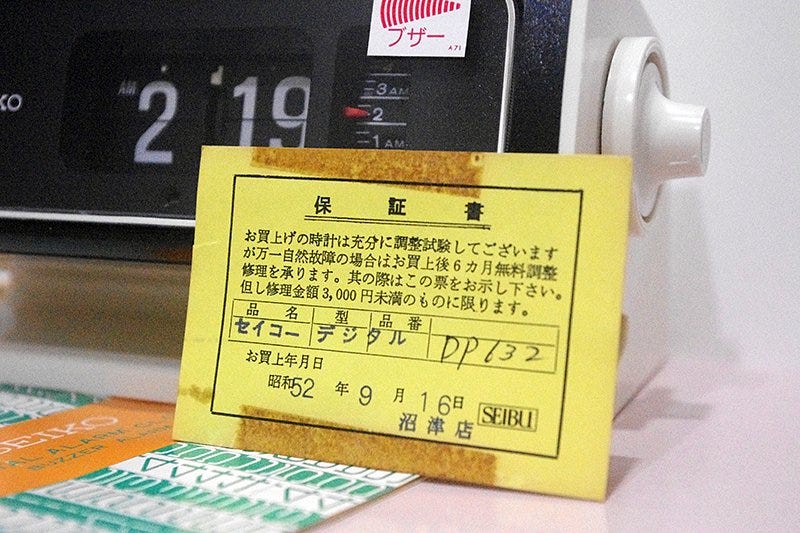 ブザー
A71
KO
AM
2 19
3 AM
2
1 AM
保証書
お買上げの時計は充分に調整試験してございます
が万一自然故障の場合はお買上後6カ月無料調整
修理を承ります。其の際はこの票をお示し下さい。
但し修理金額3,000円未満のものに限ります。
品名 型 品番
セイコー デジタル DP632
お買上年月日
昭和52年9月16日 SEIBU
沼津店
SEIKO
TAL ALARM C
BUZZER ALAR